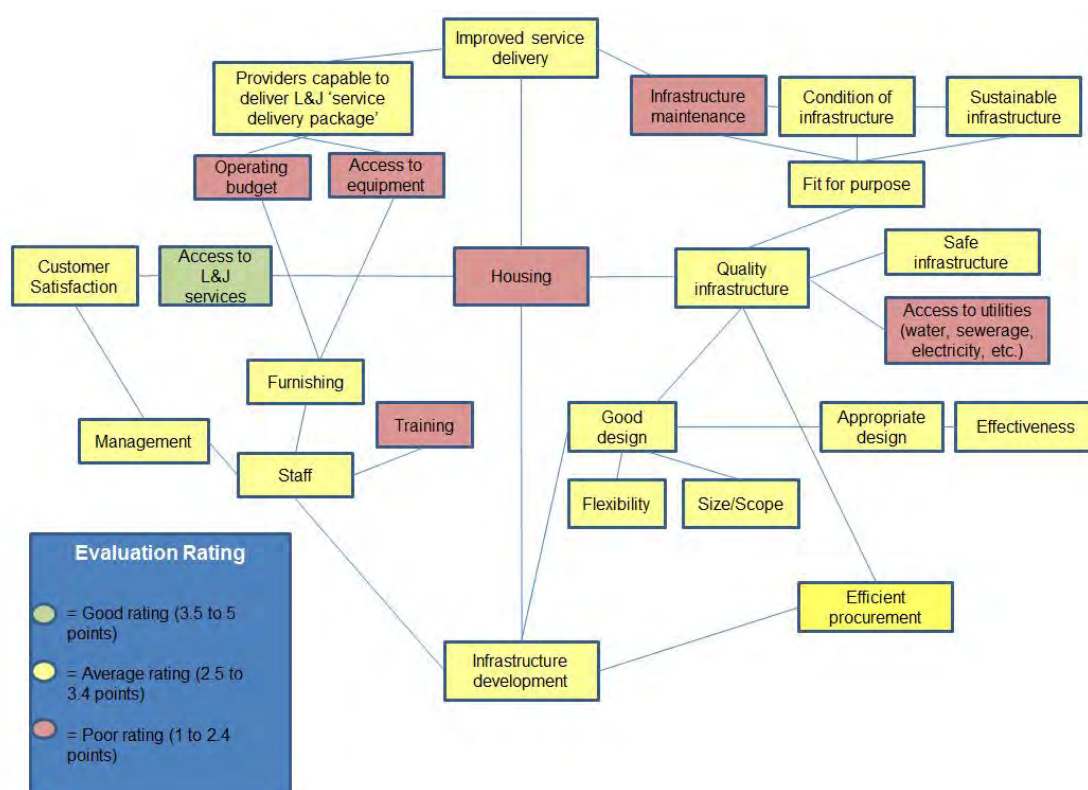 Improved service
delivery
Providers capable to
deliver L&J ‘service
delivery package’
Infrastructure
maintenance
Condition of
infrastructure
Sustainable
infrastructure
Operating
budget
Access to
equipment
Fit for purpose
Customer
Satisfaction
Access to
L&J
services
Housing
Quality
infrastructure
Safe
infrastructure
Access to utilities
(water, sewerage,
electricity, etc.)
Furnishing
Training
Management
Staff
Good
design
Appropriate
design
Effectiveness
Flexibility
Size/Scope
Efficient
procurement
Infrastructure
development
Evaluation Rating
= Good rating (3.5 to 5
points)
= Average rating (2.5 to
3.4 points)
= Poor rating (1 to 2.4
points)